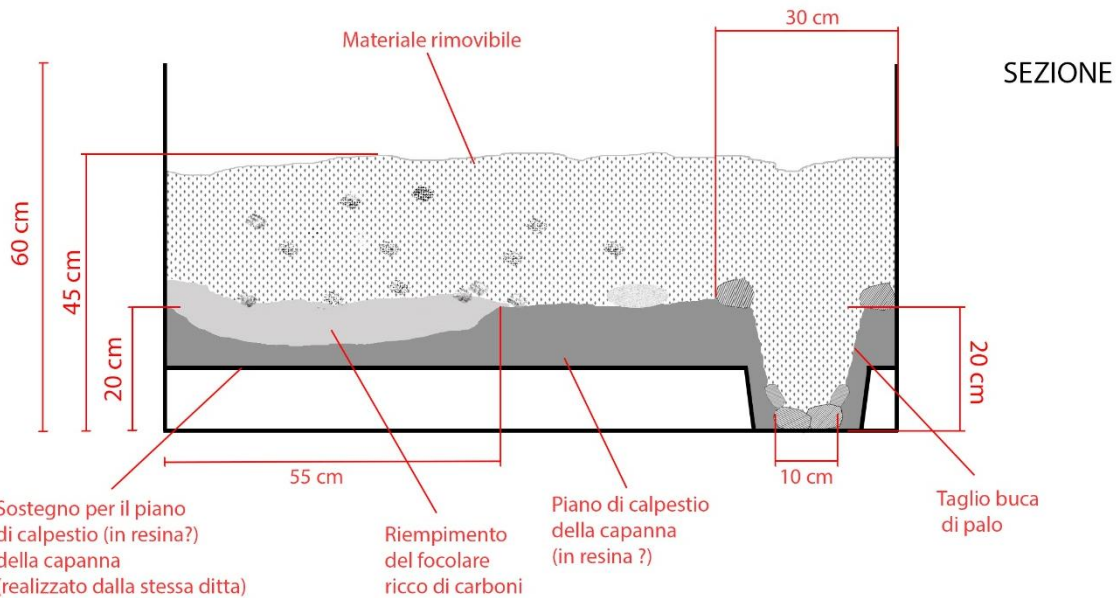 30 cm
Materiale rimovibile
SEZIONE
60 cm
45 cm
20 cm
20 cm
55 cm
10 cm
Sostegno per il piano
di calpestio (in resina?)
della capanna
(realizzato dalla stessa ditta)
Riempimento
del focolare
ricco di carboni
Piano di calpestio
della capanna
(in resina ?)
Taglio buca
di palo